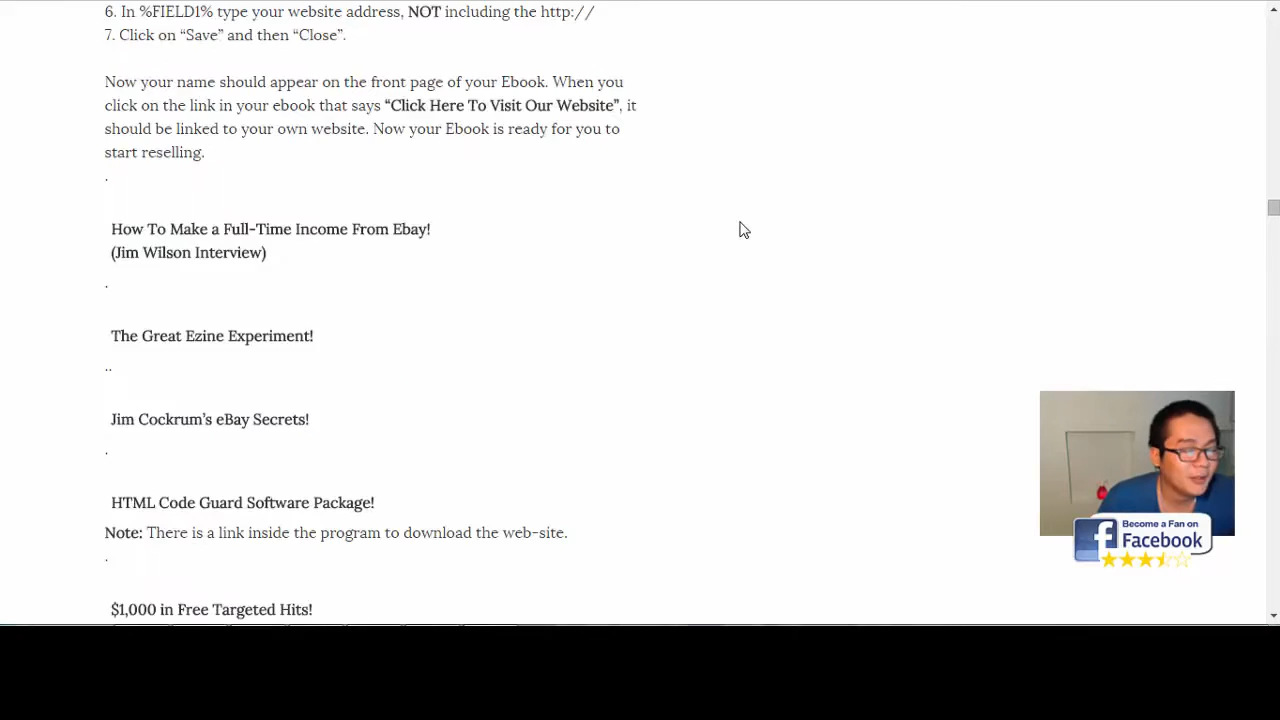 6. In %FIELD1% type your website address, NOT including the http://
7. Click on “Save” and then “Close”.
Now your name should appear on the front page of your Ebook. When you
click on the link in your ebook that says “Click Here To Visit Our Website”, it
should be linked to your own website. Now your Ebook is ready for you to
start reselling.
.
How To Make a Full-Time Income From Ebay!
(Jim Wilson Interview)
.
The Great Ezine Experiment!
..
Jim Cockrum’s eBay Secrets!
.
HTML Code Guard Software Package!
Note: There is a link inside the program to download the web-site.
.
$1,000 in Free Targeted Hits!
Become a Fan on
Facebook